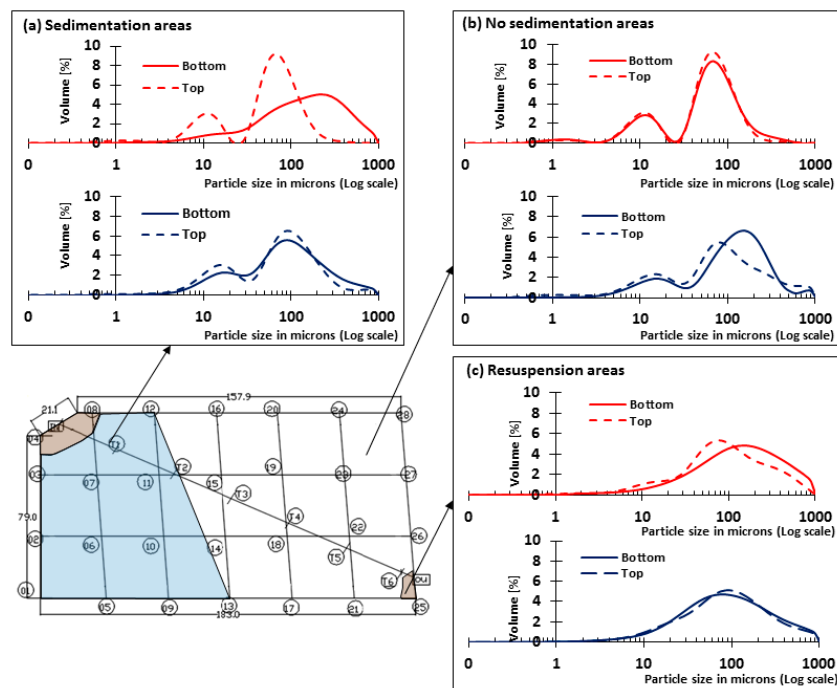 (a) Sedimentation areas
10
8
6
4
2
0
Volume [%]
Bottom
Top
0 1 10 100 1000
Particle size in microns (Log scale)
10
8
6
4
2
0
Volume [%]
Bottom
Top
0 1 10 100 1000
Particle size in microns (Log scale)
(b) No sedimentation areas
10
8
6
4
2
0
Volume [%]
Bottom
Top
0 1 10 100 1000
Particle size in microns (Log scale)
10
8
6
4
2
0
Volume [%]
Bottom
Top
0 1 10 100 1000
Particle size in microns (Log scale)
(c) Resuspension areas
10
8
6
4
2
0
Volume [%]
Bottom
Top
0 1 10 100 1000
Particle size in microns (Log scale)
10
8
6
4
2
0
Volume [%]
Bottom
Top
0 1 10 100 1000
Particle size in microns (Log scale)
157.9
21.1
08 12 16 20 24 28
04
T1
03 07 11 T2 15 19 23 27
T3
79.0
T4
02 06 10 14 18 22 26
T5
T6 OU
01 05 09 13 17 21 25
183.0